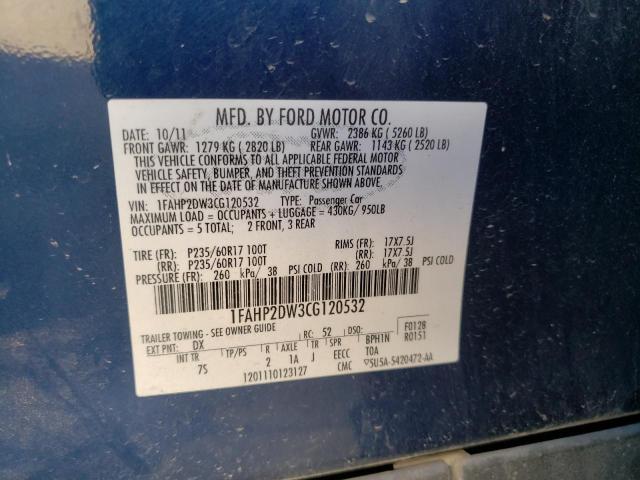 MFD. BY FORD MOTOR CO.
DATE: 10/11 GVWR: 2386 KG ( 5260 LB)
FRONT GAWR: 1279 KG ( 2820 LB) REAR GAWR: 1143 KG ( 2520 LB)
THIS VEHICLE CONFORMS TO ALL APPLICABLE FEDERAL MOTOR
VEHICLE SAFETY, BUMPER, AND THEFT PREVENTION STANDARDS
IN EFFECT ON THE DATE OF MANUFACTURE SHOWN ABOVE.
VIN: 1FAHP2DW3CG120532 TYPE: Passenger Car
MAXIMUM LOAD = OCCUPANTS + LUGGAGE = 430KG/ 950LB
OCCUPANTS = 5 TOTAL; 2 FRONT, 3 REAR
TIRE (FR): P235/60R17 100T RIMS (FR): 17X7.5J
(RR): P235/60R17 100T (RR): 17X7.5J
PRESSURE (FR): 260 kPa/ 38 PSI COLD (RR): 260 kPa/ 38 PSI COLD
1FAHP2DW3CG120532
TRAILER TOWING - SEE OWNER GUIDE
EXT PNT: DX RC: 52 DSO: F0128
INT TR TP/PS R AXLE TR SPR BPH1N R0151
7S 2 1A J EECC TOA
1201110123127 CMC 5U5A-5420472-AA